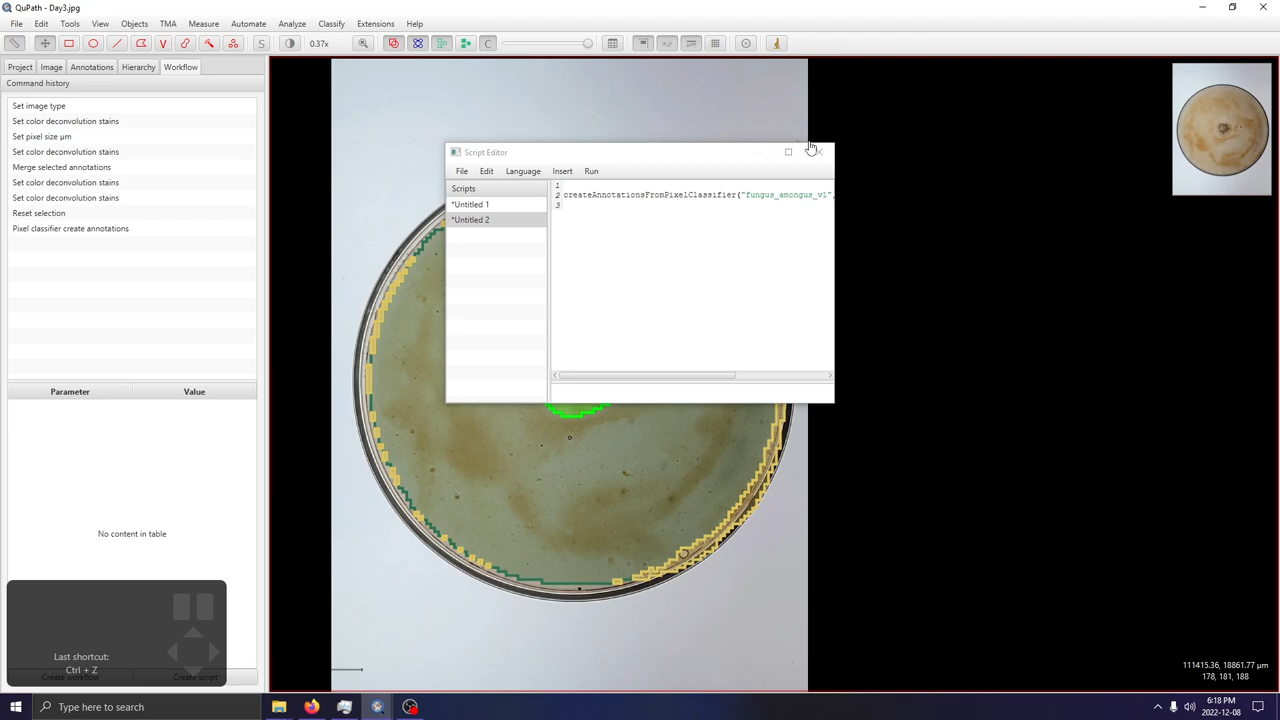 QuPath - Day3.jpg
File Edit Tools View Objects TMA Measure Automate Analyze Classify Extensions Help
0.37x
Project Image Annotations Hierarchy Workflow
Command history
Set image type
Set color deconvolution stains
Set pixel size µm
Set color deconvolution stains
Merge selected annotations
Set color deconvolution stains
Set color deconvolution stains
Reset selection
Pixel classifier create annotations
Parameter Value
No content in table
Create workflow Create script
Last shortcut:
Ctrl + Z
Script Editor
File Edit Language Insert Run
Scripts
*Untitled 1
*Untitled 2
1
2 createAnnotationsFromPixelClassifier("fungus_amongus_v1",
3
111415.36, 18861.77 µm
178, 181, 188
Type here to search
6:18 PM
2022-12-08